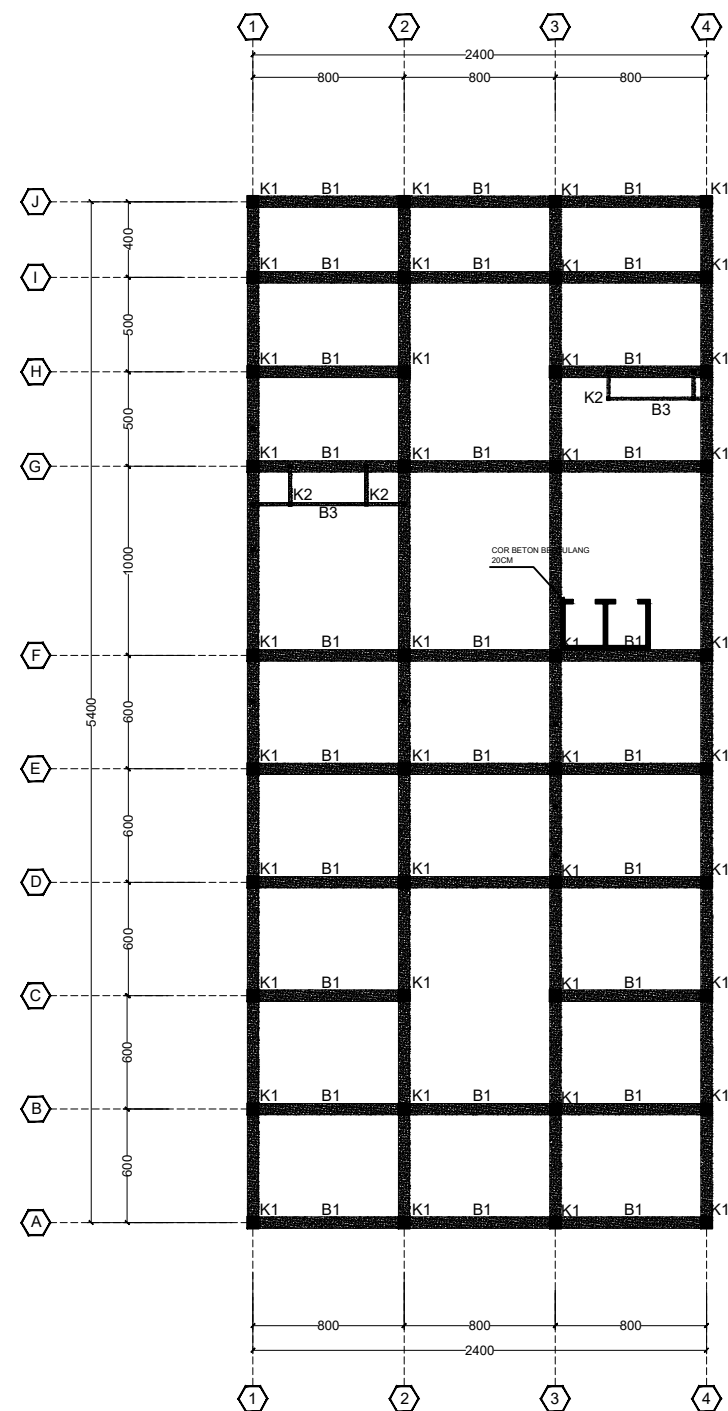 1 2 3 4
2400
800 800 800
J K1 B1 K1 B1 K1 B1 K1
400
I K1 B1 K1 B1 K1 B1 K1
500
H K1 B1 K1 K1 B1 K1
K2
B3
500
G K1 B1 K1 B1 K1 B1 K1
K2 K2
B3
COR BETON
20CM
1000
F K1 B1 K1 B1 K1 B1 K1
5400
600
E K1 B1 K1 B1 K1 B1 K1
600
D K1 B1 K1 K1 B1 K1
600
C K1 B1 K1 K1 B1 K1
600
B K1 B1 K1 B1 K1 B1 K1
600
A K1 B1 K1 B1 K1 B1 K1
800 800 800
2400
1 2 3 4